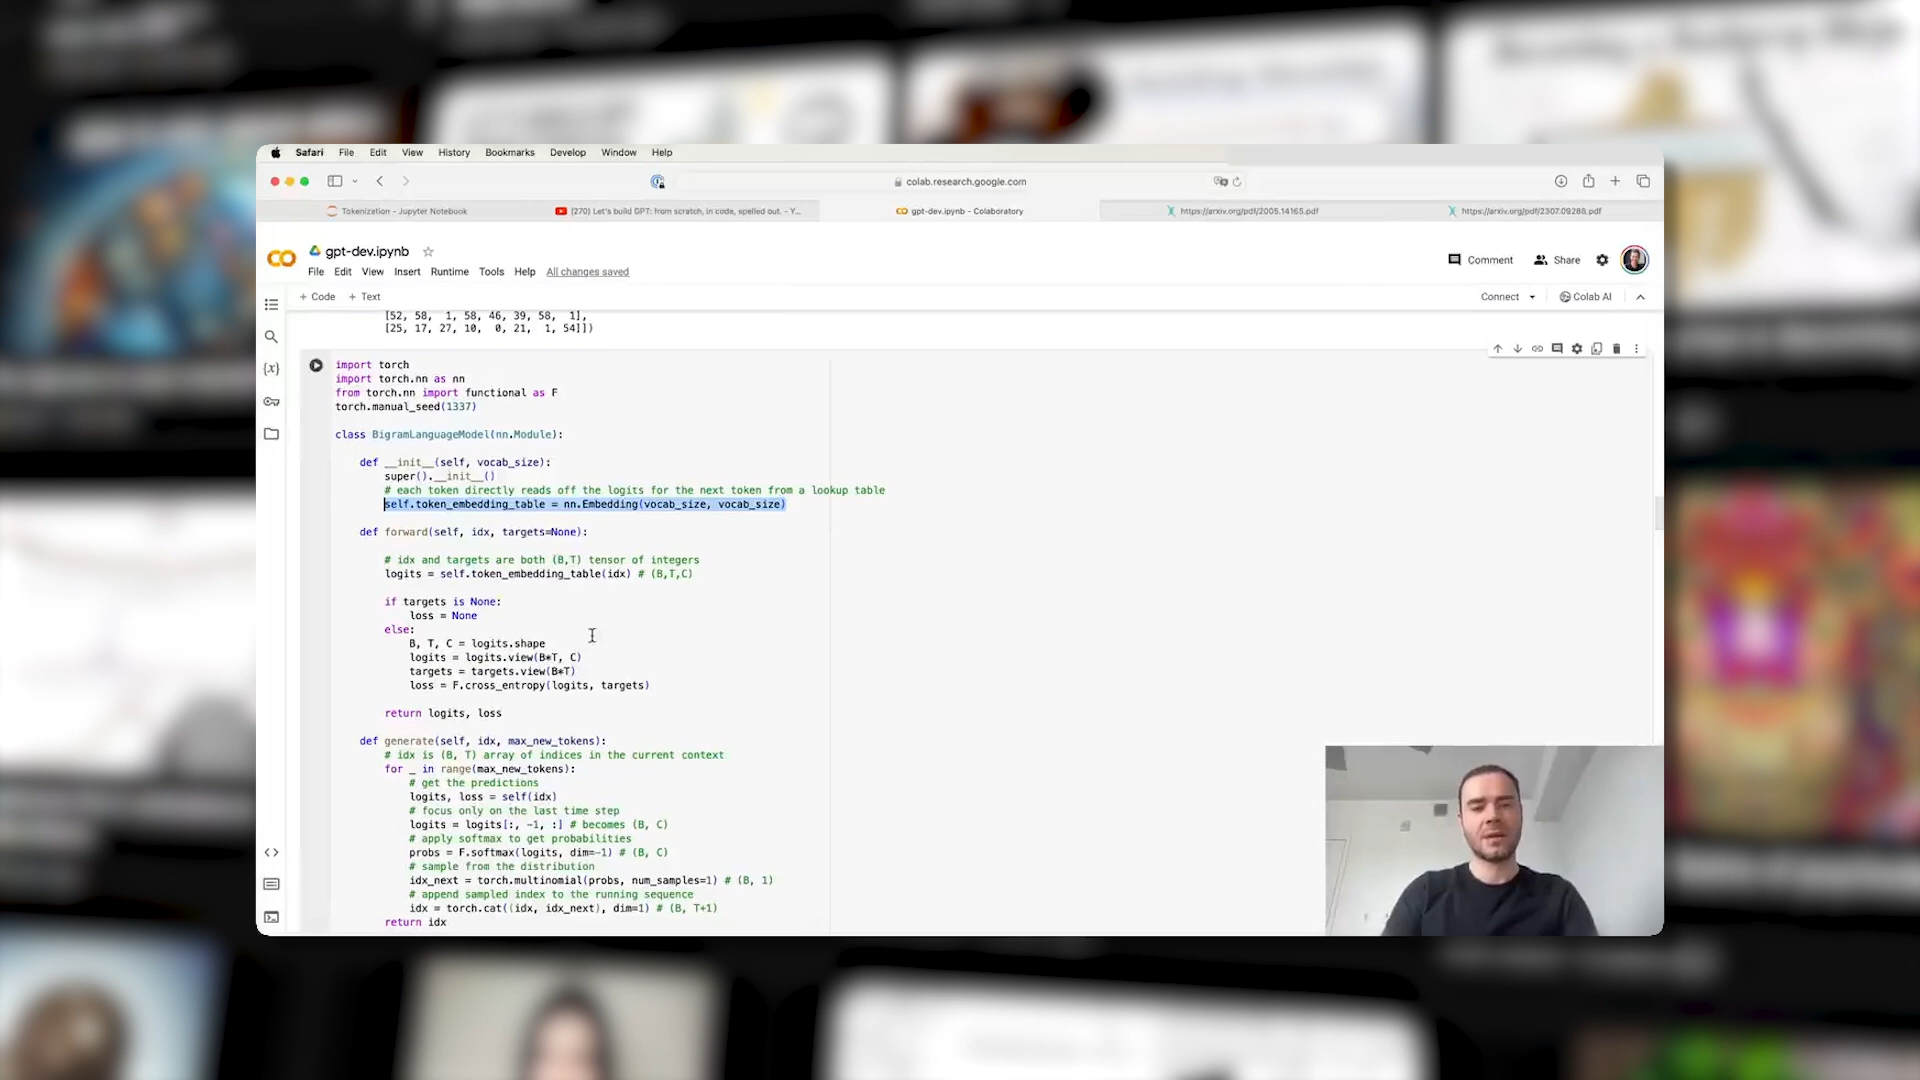 Safari File Edit View History Bookmarks Develop Window Help
colab.research.google.com
Tokenization - Jupyter Notebook
(270) Let's build GPT: from scratch, in code, spelled out. - Y...
gpt-dev.ipynb - Colaboratory
https://arxiv.org/pdf/2005.14165.pdf
https://arxiv.org/pdf/2307.09288.pdf
CO
gpt-dev.ipynb
Comment Share
File Edit View Insert Runtime Tools Help All changes saved
+ Code + Text
Connect Colab AI
[52, 58, 1, 58, 46, 39, 58, 1],
[25, 17, 27, 10, 0, 21, 1, 54]])
{x}
import torch
import torch.nn as nn
from torch.nn import functional as F
torch.manual_seed(1337)
class BigramLanguageModel(nn.Module):
def __init__(self, vocab_size):
super().__init__()
# each token directly reads off the logits for the next token from a lookup table
self.token_embedding_table = nn.Embedding(vocab_size, vocab_size)
def forward(self, idx, targets=None):
# idx and targets are both (B,T) tensor of integers
logits = self.token_embedding_table(idx) # (B,T,C)
if targets is None:
loss = None
else:
B, T, C = logits.shape
logits = logits.view(B*T, C)
targets = targets.view(B*T)
loss = F.cross_entropy(logits, targets)
return logits, loss
def generate(self, idx, max_new_tokens):
# idx is (B, T) array of indices in the current context
for _ in range(max_new_tokens):
# get the predictions
logits, loss = self(idx)
# focus only on the last time step
logits = logits[:, -1, :] # becomes (B, C)
# apply softmax to get probabilities
probs = F.softmax(logits, dim=-1) # (B, C)
# sample from the distribution
idx_next = torch.multinomial(probs, num_samples=1) # (B, 1)
# append sampled index to the running sequence
idx = torch.cat((idx, idx_next), dim=1) # (B, T+1)
return idx